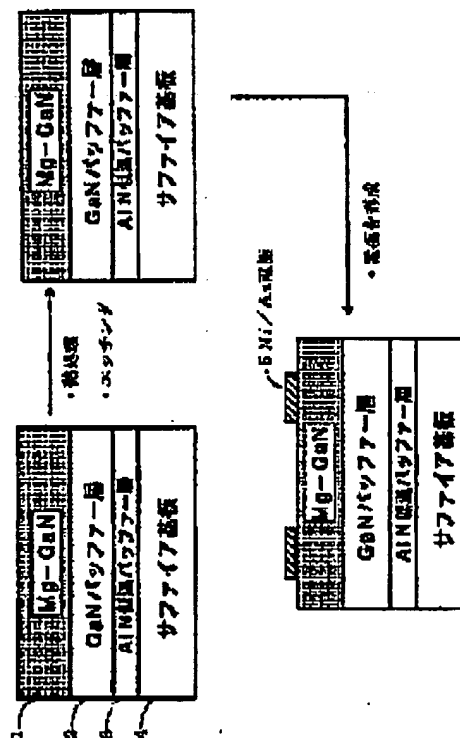 1
Mg-GaN
2
GaNバッファー層
3
AlN低温バッファー層
4
サファイア基板
・熱処理
・エッチング
Mg-GaN
GaNバッファー層
AlN低温バッファー層
サファイア基板
・電極形成
5 Ni/Au電極
Mg-GaN
GaNバッファー層
AlN低温バッファー層
サファイア基板